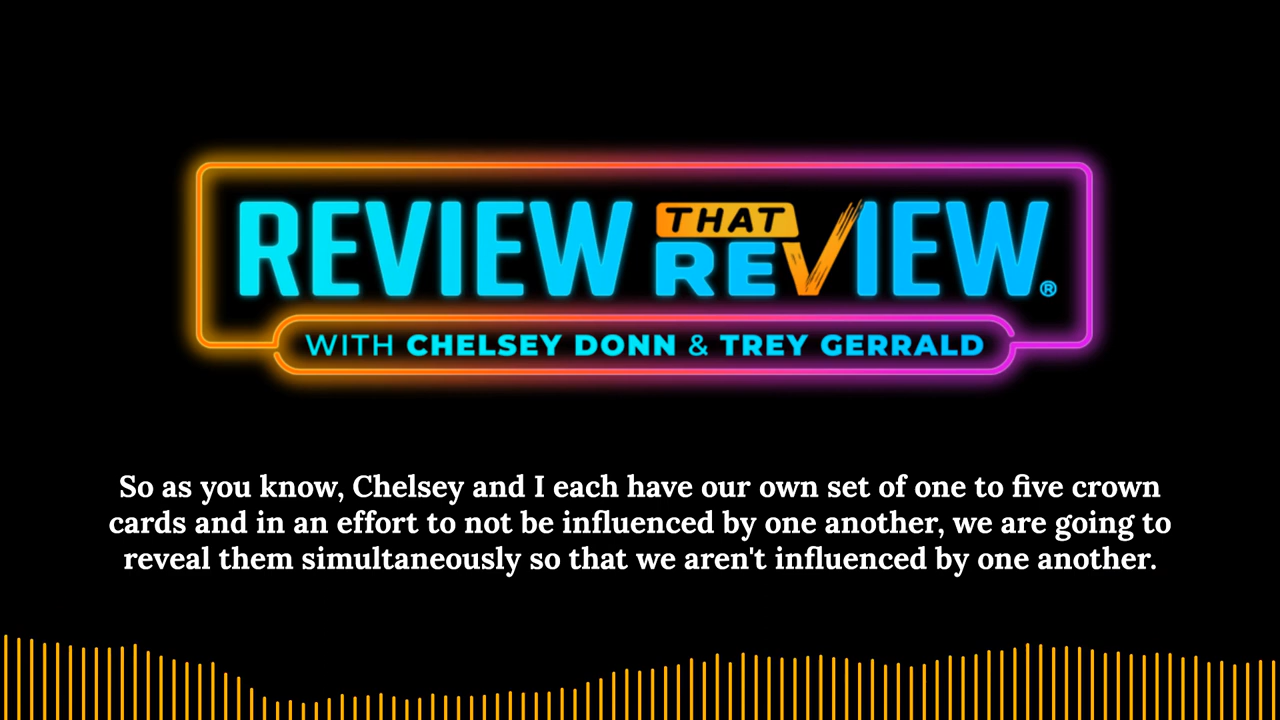 REVIEW THAT REVIEW®
WITH CHELSEY DONN & TREY GERRALD
So as you know, Chelsey and I each have our own set of one to five crown
cards and in an effort to not be influenced by one another, we are going to
reveal them simultaneously so that we aren't influenced by one another.